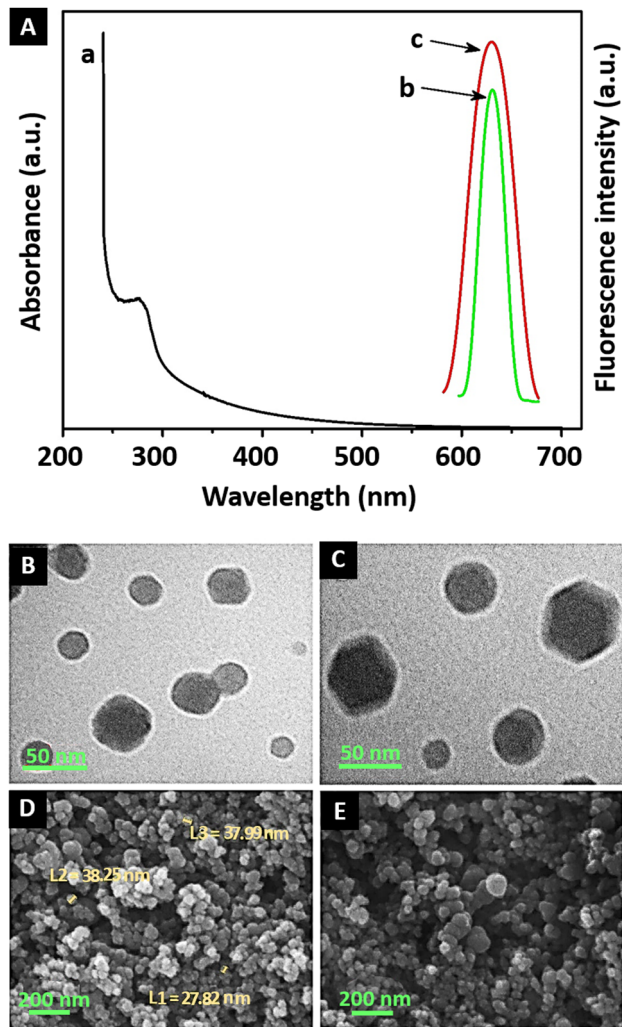 A
a
c
b
Absorbance (a.u.)
Fluorescence intensity (a.u.)
200 300 400 500 600 700
Wavelength (nm)
B
50 nm
C
50 nm
D
L3 = 37.99 nm
L2 = 38.25 nm
L1 = 27.82 nm
200 nm
E
200 nm